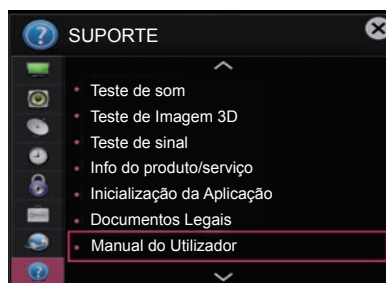 SUPORTE
Teste de som
Teste de Imagem 3D
Teste de sinal
Info do produto/serviço
Inicialização da Aplicação
Documentos Legais
Manual do Utilizador